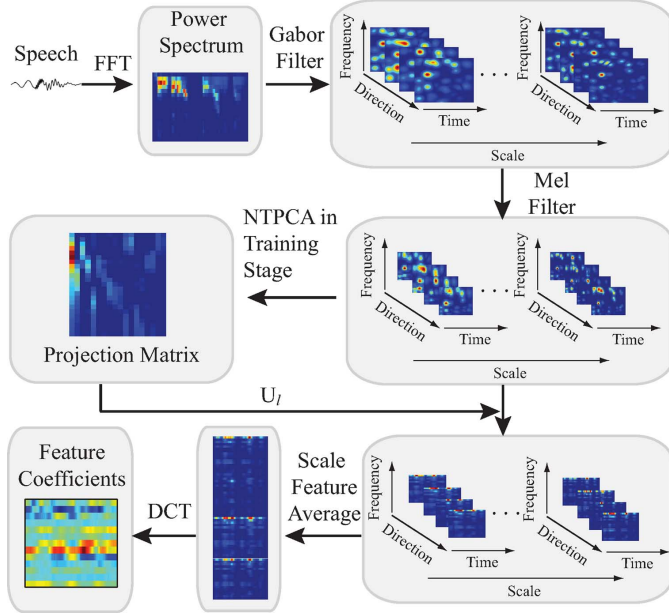 Speech
FFT
Power
Spectrum
Gabor
Filter
Frequency
Direction
Time
Frequency
Direction
Time
Scale
Mel
Filter
NTPCA in
Training
Stage
Projection Matrix
Frequency
Direction
Time
Frequency
Direction
Time
Scale
U_l
Feature
Coefficients
DCT
Scale
Feature
Average
Frequency
Direction
Time
Frequency
Direction
Time
Scale